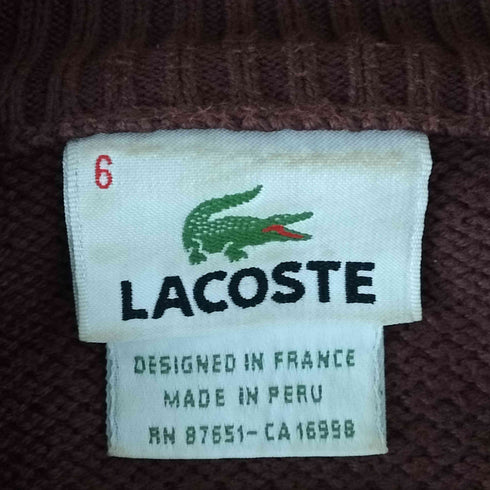 6
LACOSTE
DESIGNED IN FRANCE
MADE IN PERU
RN 87651-CA 16998